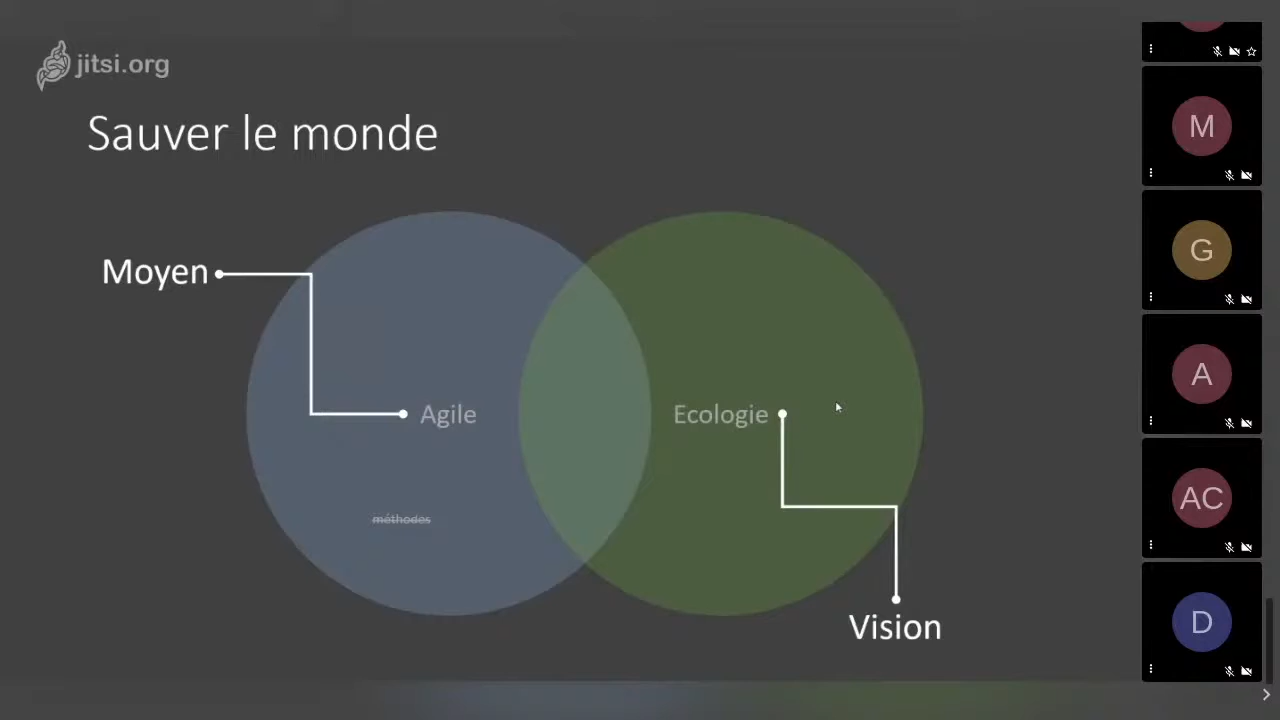 jitsi.org
Sauver le monde
Moyen
Agile
Ecologie
méthodes
Vision
M
G
A
AC
D